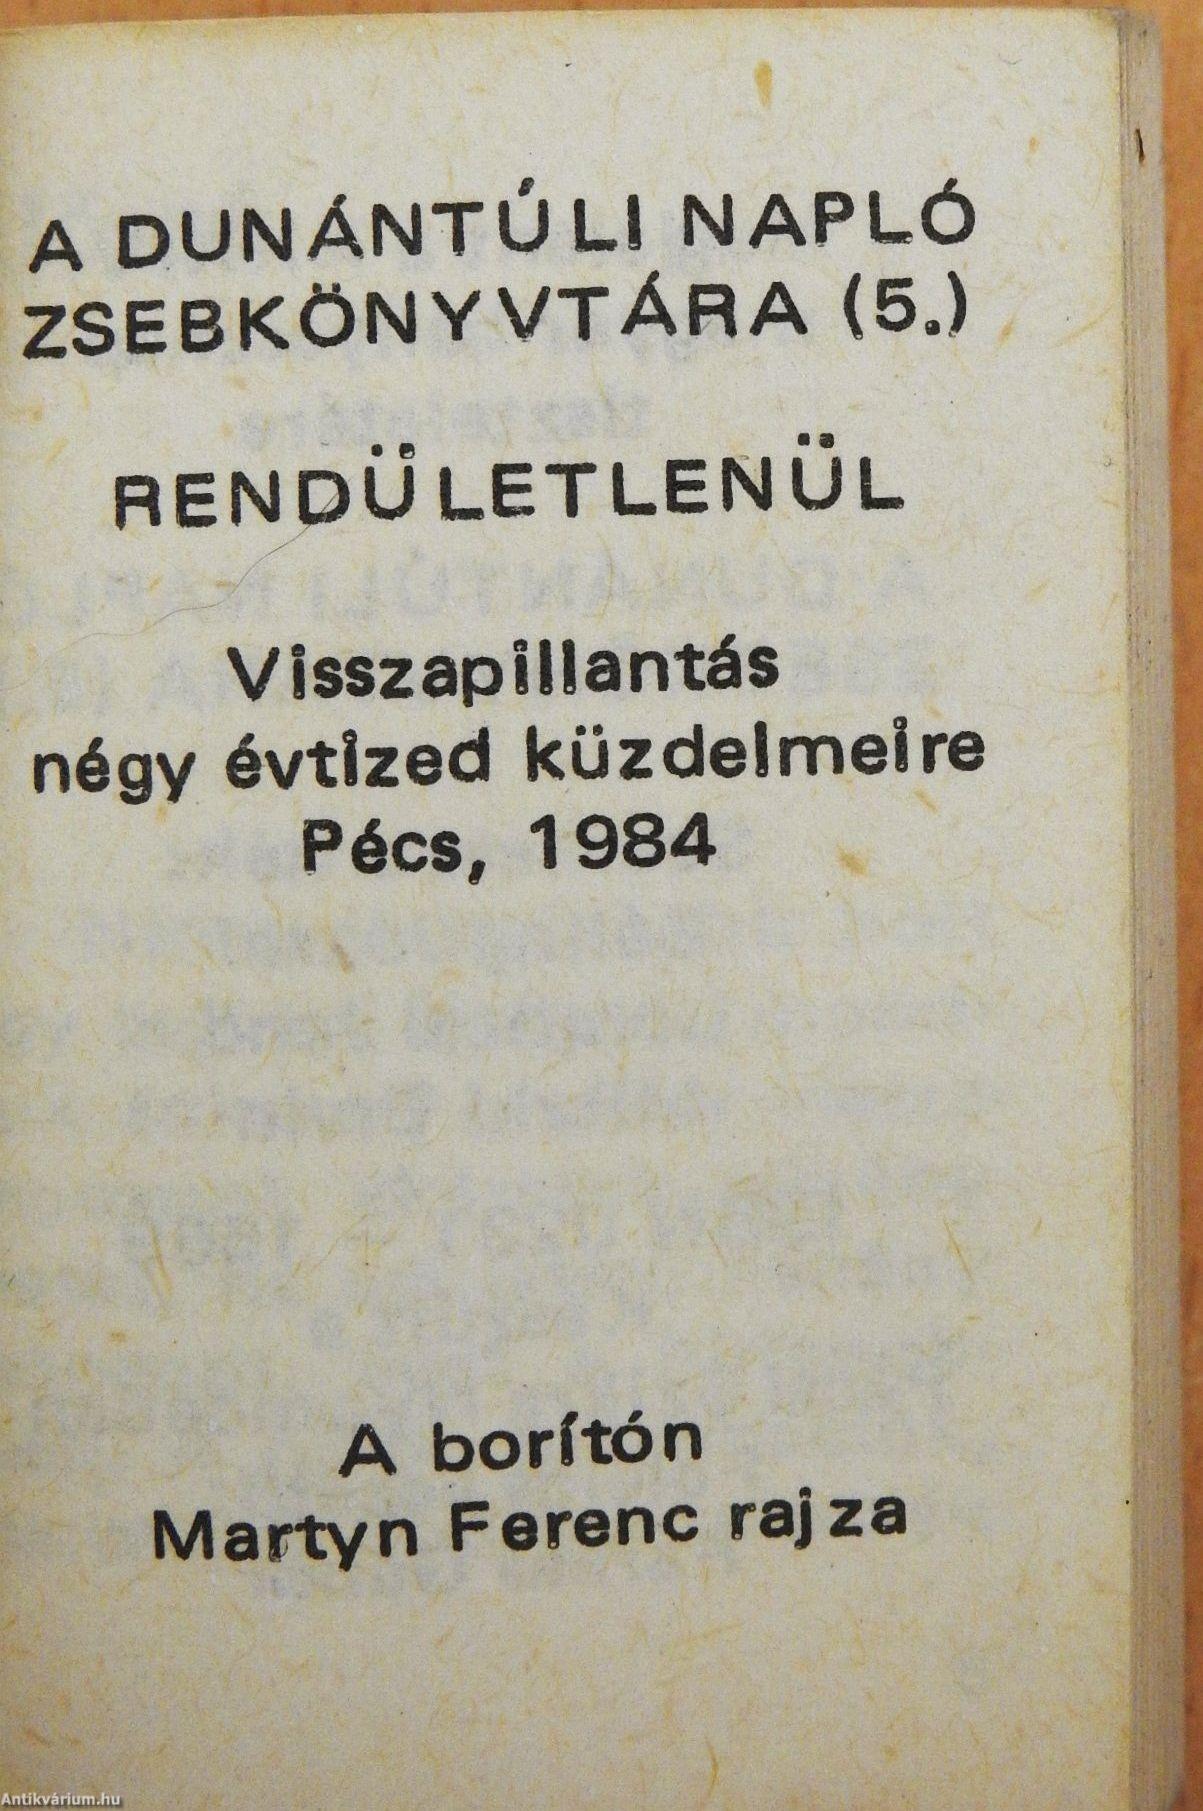 A DUNÁNTÚLI NAPLÓ
ZSEBKÖNYVTÁRA (5.)
RENDÜLETLENÜL
Visszapillantás
négy évtized küzdelmeire
Pécs, 1984
A borítón
Martyn Ferenc rajza
Antikvárium.hu